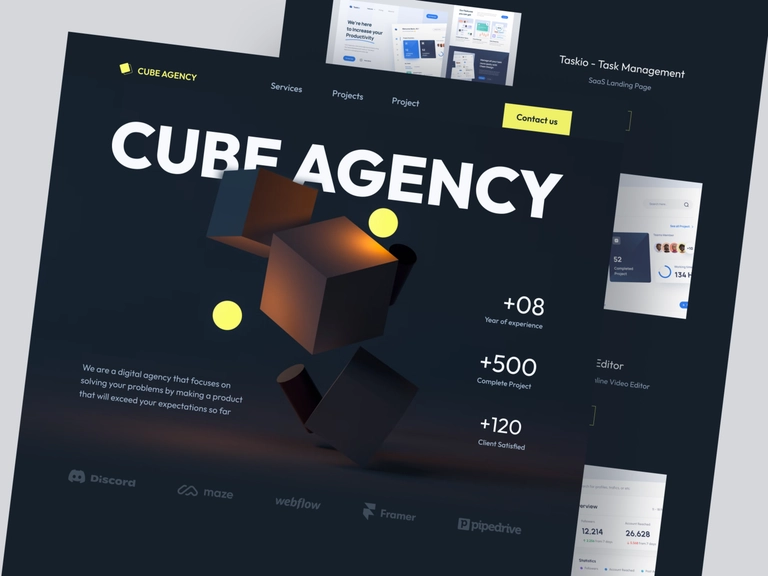 CUBE AGENCY
Services
Projects
Project
Contact us
CUBE AGENCY
+08
Year of experience
+500
Complete Project
+120
Client Satisfied
We are a digital agency that focuses on
solving your problems by making a product
that will exceed your expectations so far
Discord
maze
webflow
Framer
pipedrive
We're here
to Increase your
Productivity
Taskio - Task Management
SaaS Landing Page
52
Completed
Project
134 H
Editor
line Video Editor
12,214
26,628
Statistics